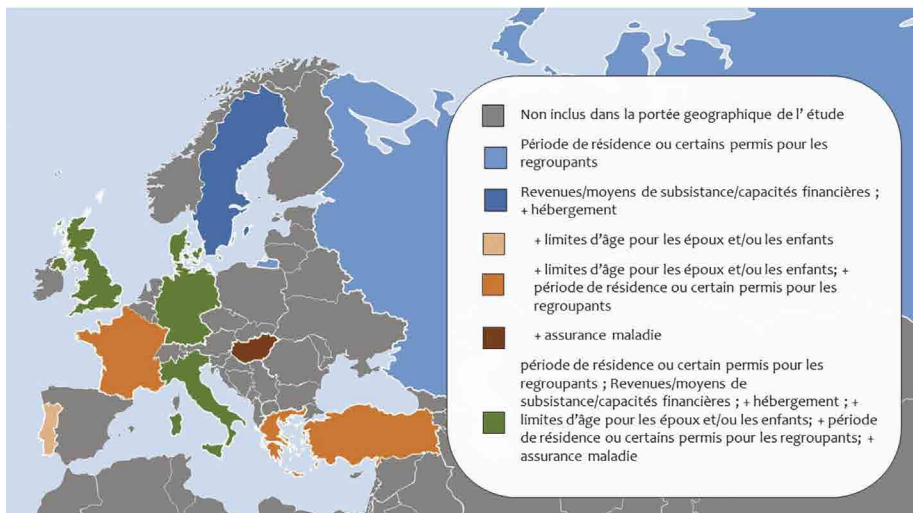 Non inclus dans la portée geographique de l' étude
Période de résidence ou certains permis pour les
regroupants
Revenues/moyens de subsistance/capacités financières ;
+ hébergement
+ limites d'âge pour les époux et/ou les enfants
+ limites d'âge pour les époux et/ou les enfants; +
période de résidence ou certain permis pour les
regroupants
+ assurance maladie
période de résidence ou certain permis pour les
regroupants ; Revenues/moyens de
subsistance/capacités financières ; + hébergement ; +
limites d'âge pour les époux et/ou les enfants; + période
de résidence ou certains permis pour les regroupants; +
assurance maladie